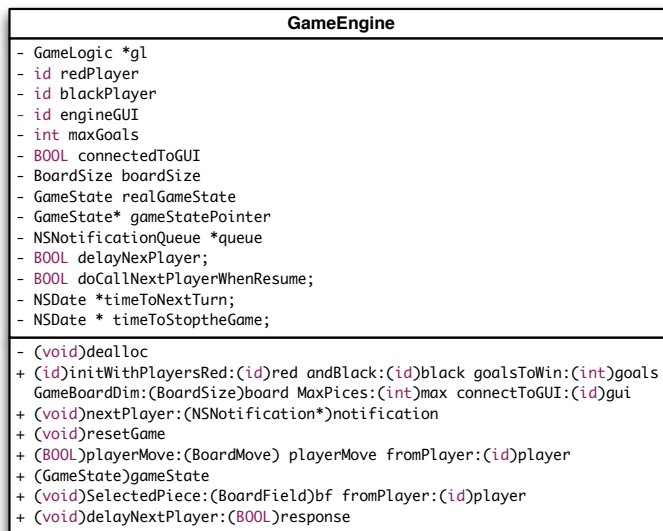 GameEngine
- GameLogic *gl
- id redPlayer
- id blackPlayer
- id engineGUI
- int maxGoals
- BOOL connectedToGUI
- BoardSize boardSize
- GameState realGameState
- GameState* gameStatePointer
- NSNotificationQueue *queue
- BOOL delayNexPlayer;
- BOOL doCallNextPlayerWhenResume;
- NSDate *timeToNextTurn;
- NSDate * timeToStoptheGame;
- (void)dealloc
+ (id)initWithPlayersRed:(id)red andBlack:(id)black goalsToWin:(int)goals
GameBoardDim:(BoardSize)board MaxPices:(int)max connectToGUI:(id)gui
+ (void)nextPlayer:(NSNotification*)notification
+ (void)resetGame
+ (BOOL)playerMove:(BoardMove) playerMove fromPlayer:(id)player
+ (GameState)gameState
+ (void)SelectedPiece:(BoardField)bf fromPlayer:(id)player
+ (void)delayNextPlayer:(BOOL)response